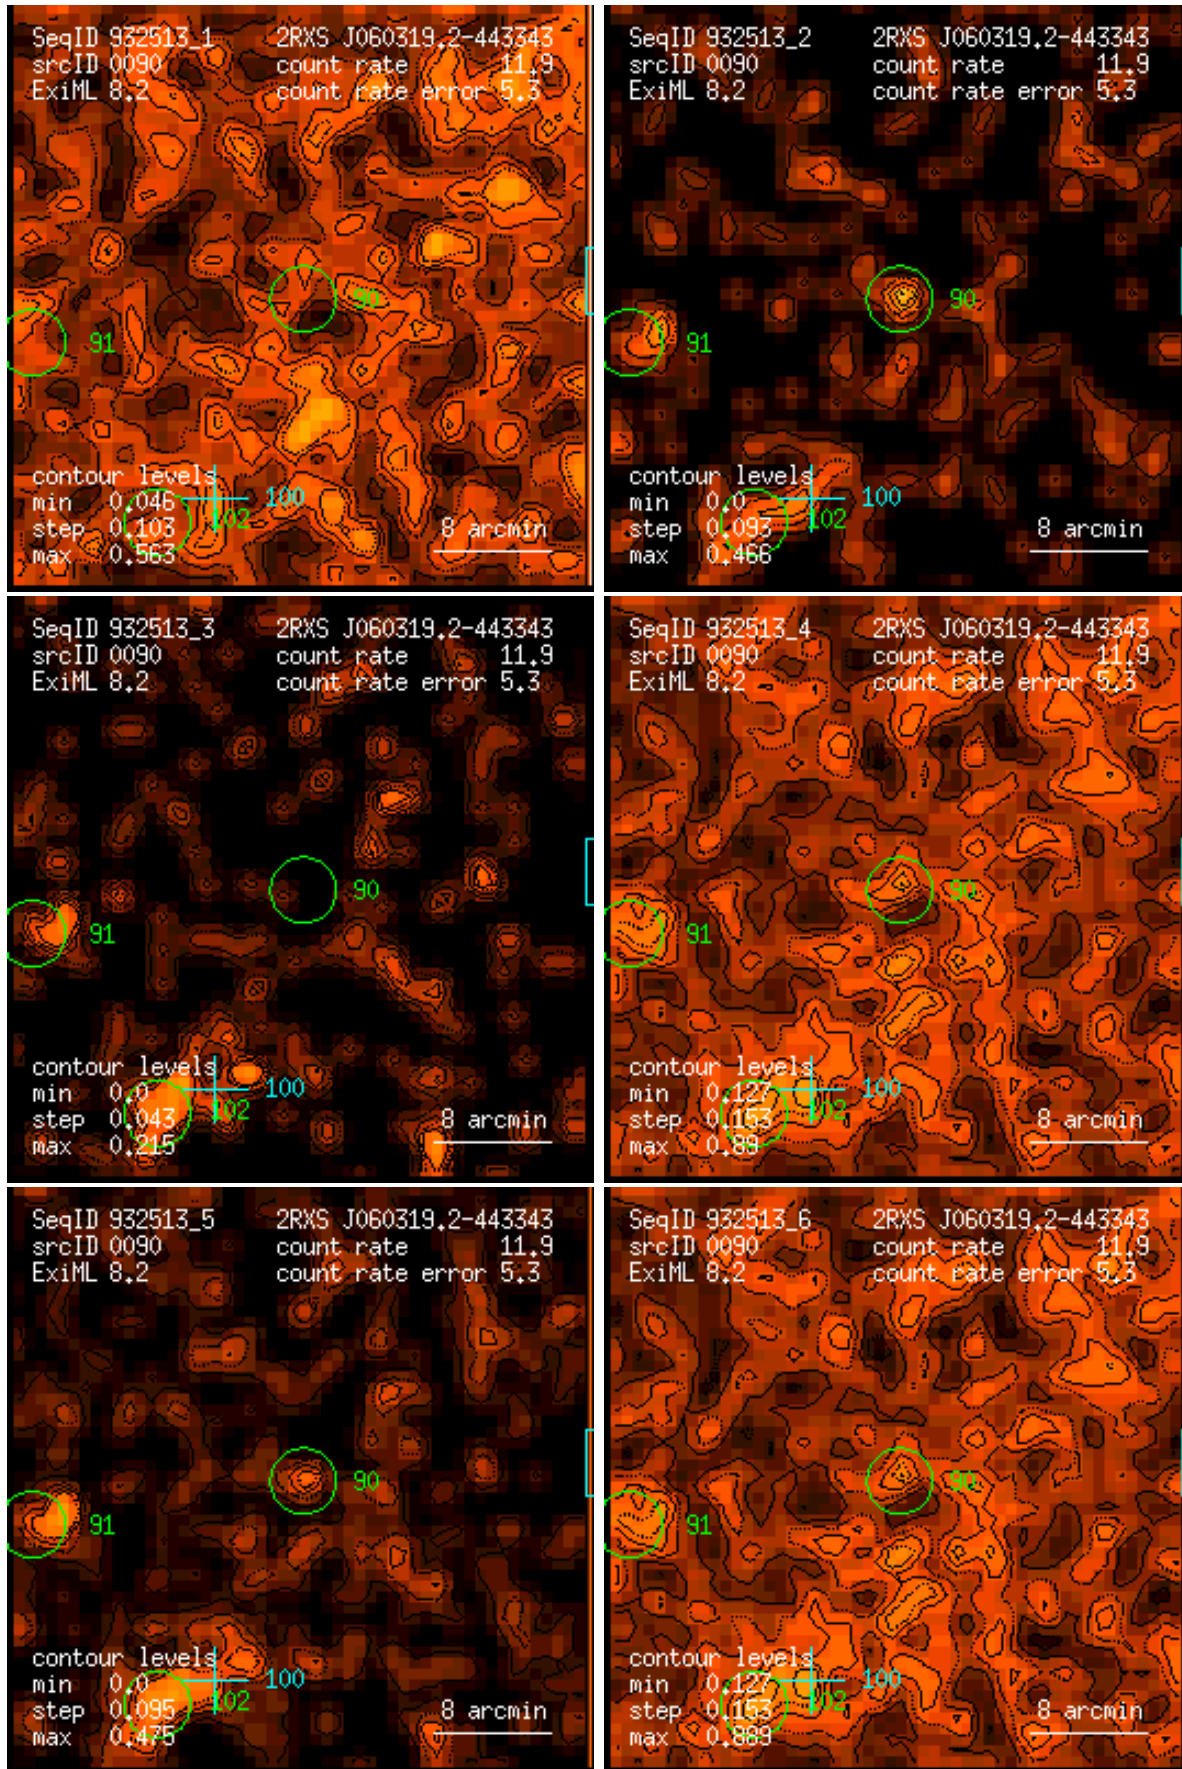 SeqID 932513_1 2RXS J060319.2-443343
srcID 0090 count rate 11.9
ExiML 8.2 count rate error 5.3
90
91
contour levels
min 0.046 100
step 0.103 102 8 arcmin
max 0.563
SeqID 932513_2 2RXS J060319.2-443343
srcID 0090 count rate 11.9
ExiML 8.2 count rate error 5.3
90
91
contour levels
min 0.0 100
step 0.093 102 8 arcmin
max 0.466
SeqID 932513_3 2RXS J060319.2-443343
srcID 0090 count rate 11.9
ExiML 8.2 count rate error 5.3
90
91
contour levels
min 0.0 100
step 0.043 102 8 arcmin
max 0.215
SeqID 932513_4 2RXS J060319.2-443343
srcID 0090 count rate 11.9
ExiML 8.2 count rate error 5.3
90
91
contour levels
min 0.127 100
step 0.153 102 8 arcmin
max 0.89
SeqID 932513_5 2RXS J060319.2-443343
srcID 0090 count rate 11.9
ExiML 8.2 count rate error 5.3
90
91
contour levels
min 0.0 100
step 0.095 102 8 arcmin
max 0.475
SeqID 932513_6 2RXS J060319.2-443343
srcID 0090 count rate 11.9
ExiML 8.2 count rate error 5.3
90
91
contour levels
min 0.127 100
step 0.153 102 8 arcmin
max 0.889